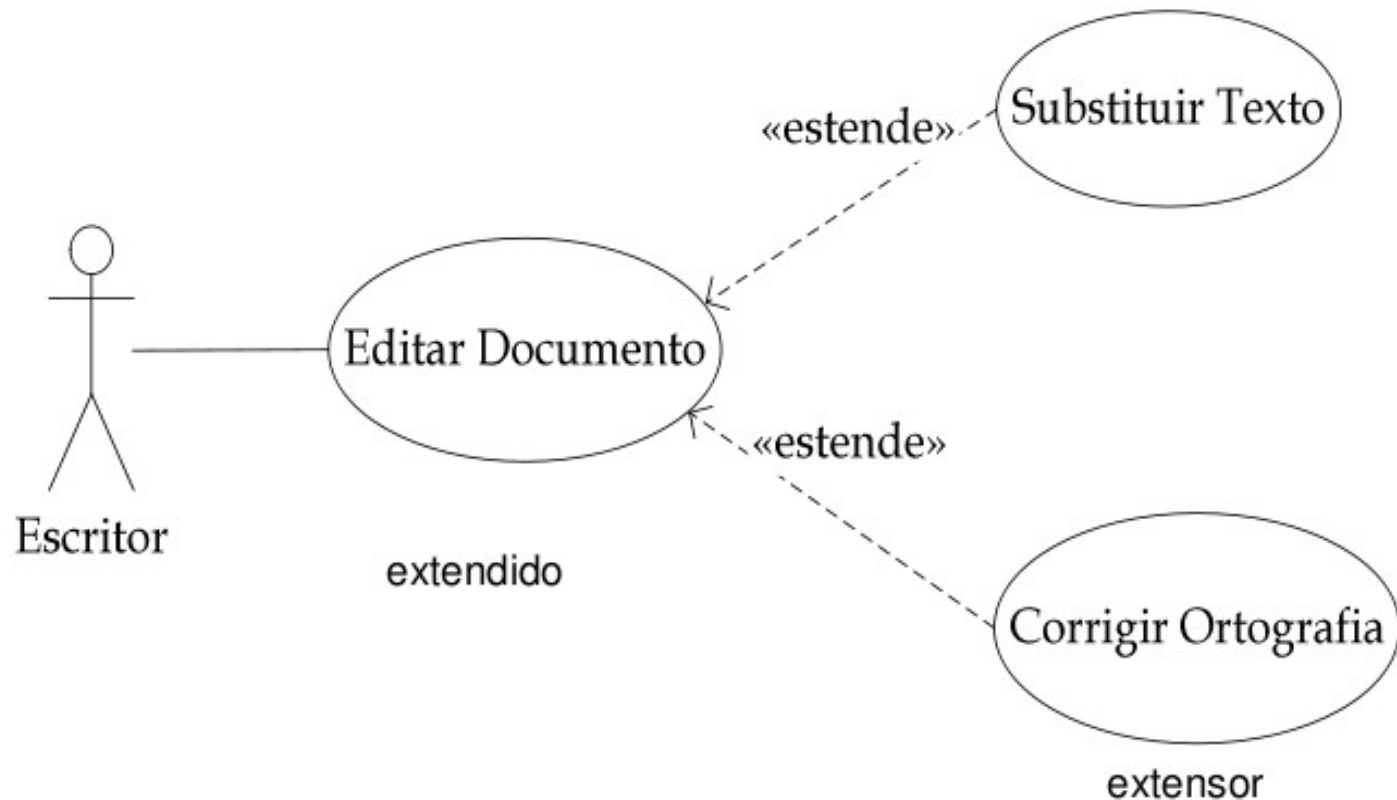 Substituir Texto
«estende»
Editar Documento
«estende»
Escritor
extendido
Corrigir Ortografia
extensor